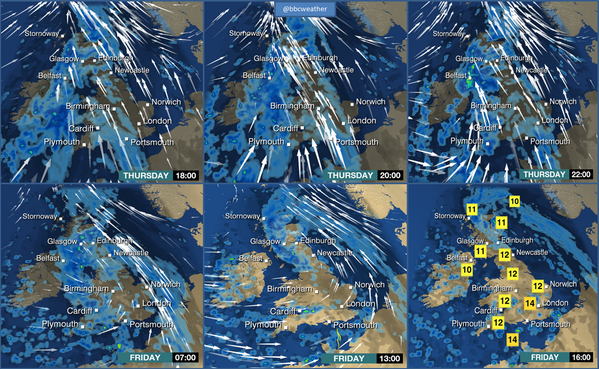 @bbcweather
Stornoway
Glasgow Edinburgh
Newcastle
Belfast
Birmingham Norwich
Cardiff London
Plymouth Portsmouth
THURSDAY 18:00
Stornoway
Glasgow Edinburgh
Newcastle
Belfast
Birmingham Norwich
Cardiff London
Plymouth Portsmouth
THURSDAY 20:00
Stornoway
Glasgow Edinburgh
Newcastle
Belfast
Birmingham Norwich
Cardiff London
Plymouth Portsmouth
THURSDAY 22:00
Stornoway
Glasgow Edinburgh
Newcastle
Belfast
Birmingham Norwich
Cardiff London
Plymouth Portsmouth
FRIDAY 07:00
Stornoway
Glasgow Edinburgh
Newcastle
Belfast
Birmingham Norwich
Cardiff London
Plymouth Portsmouth
FRIDAY 13:00
10
11
Stornoway
11
Glasgow Edinburgh
11 12 Newcastle
Belfast
10 12
Birmingham 12 Norwich
12 14 London
Cardiff
Plymouth 12 Portsmouth
14
FRIDAY 16:00